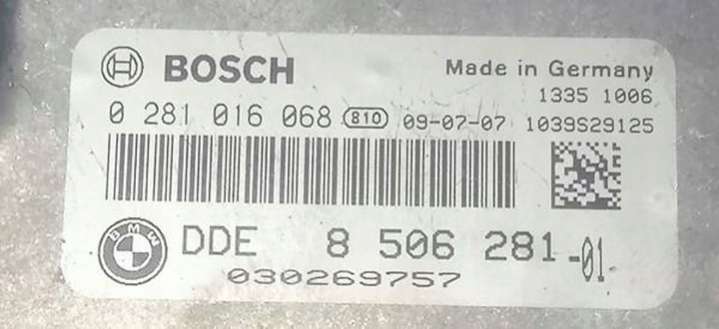 BOSCH Made in Germany
1335 1006
0 281 016 068 810 09-07-07 1039S29125
BMW DDE 8 506 281-01
030269757